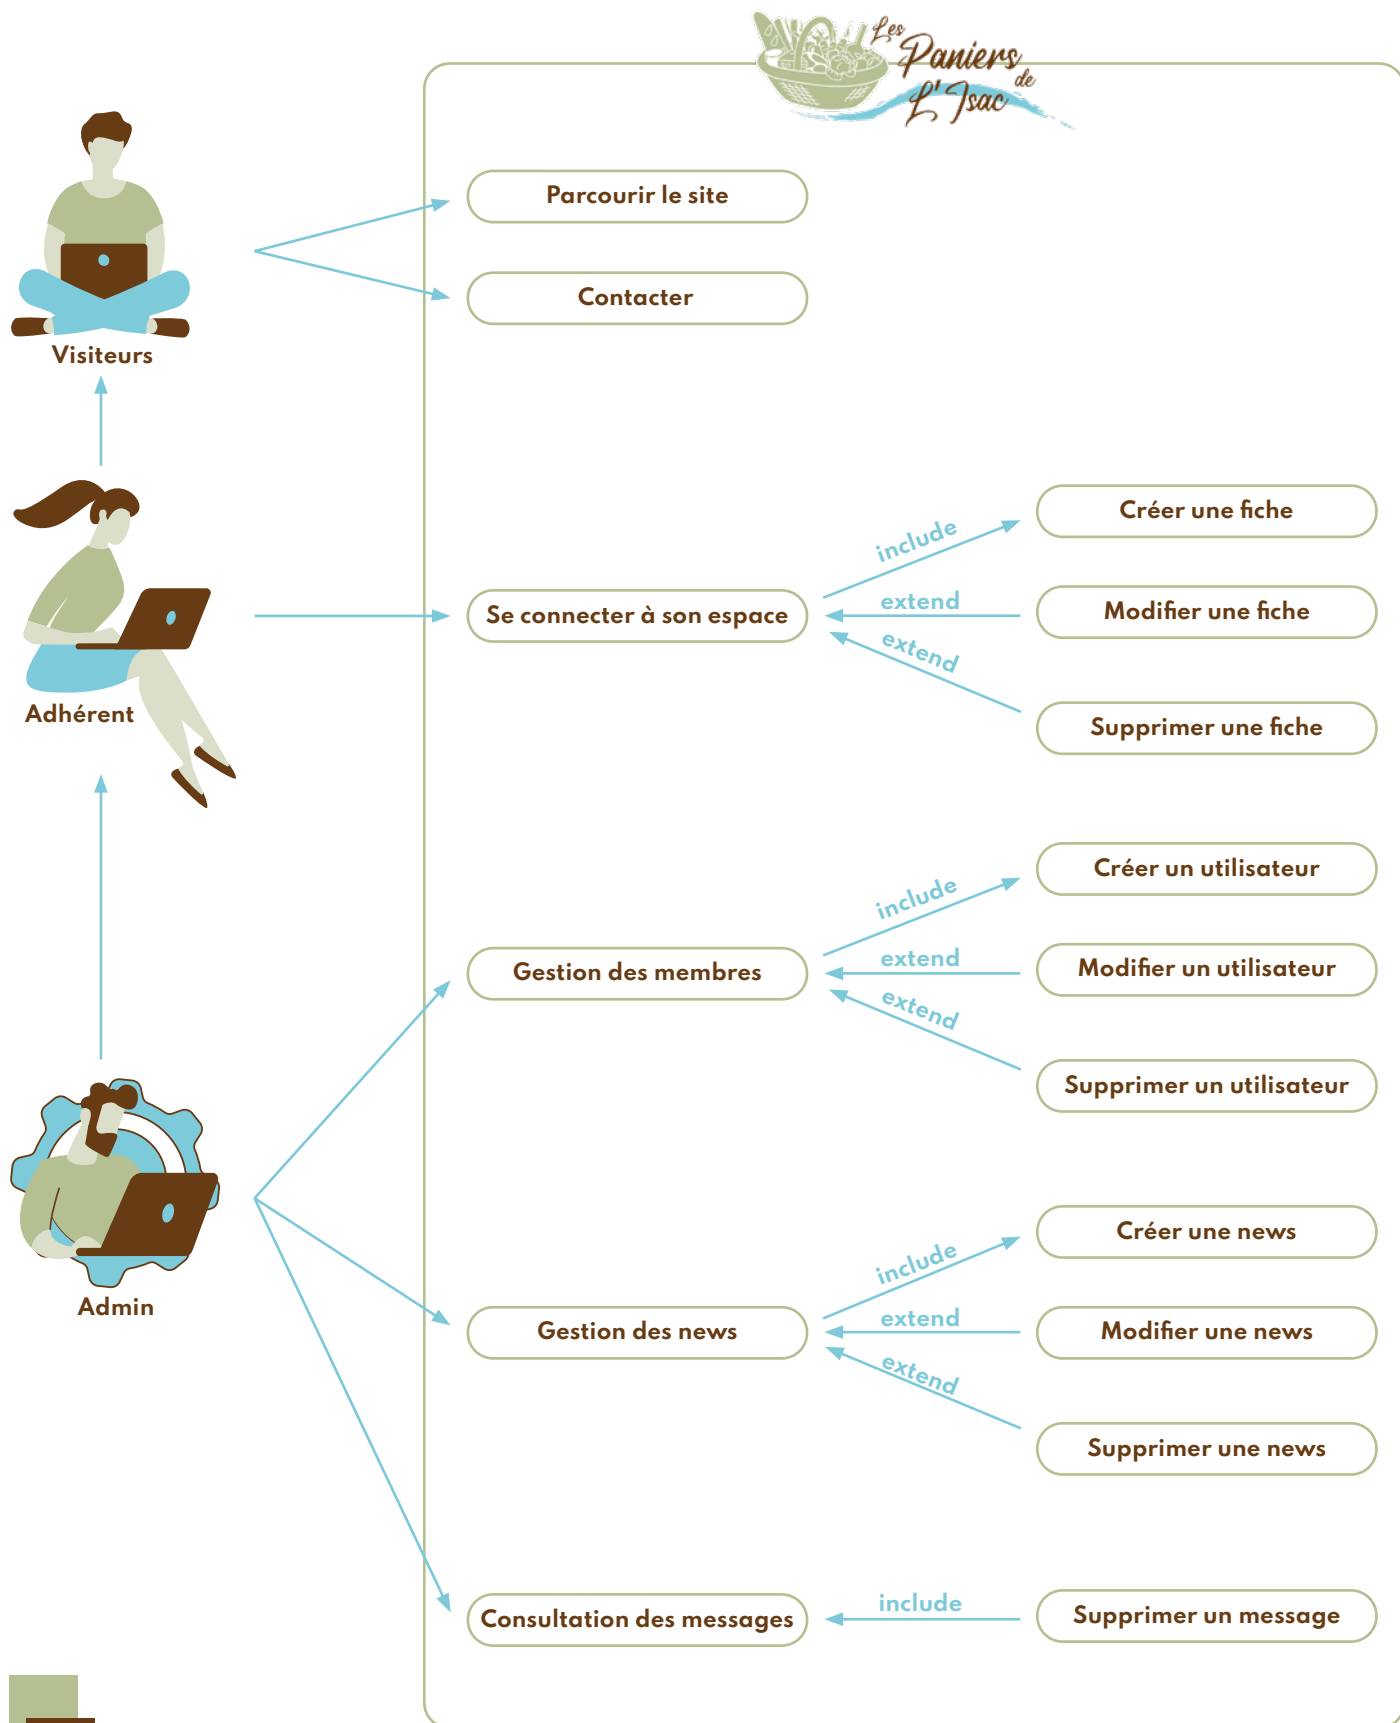 Les
Paniers
de
L'Isac
Parcourir le site
Contacter
Visiteurs
Créer une fiche
include
Modifier une fiche
extend
Se connecter à son espace
extend
Supprimer une fiche
Adhérent
Créer un utilisateur
include
Modifier un utilisateur
extend
Gestion des membres
extend
Supprimer un utilisateur
Créer une news
include
Admin
Modifier une news
extend
Gestion des news
extend
Supprimer une news
include
Supprimer un message
Consultation des messages